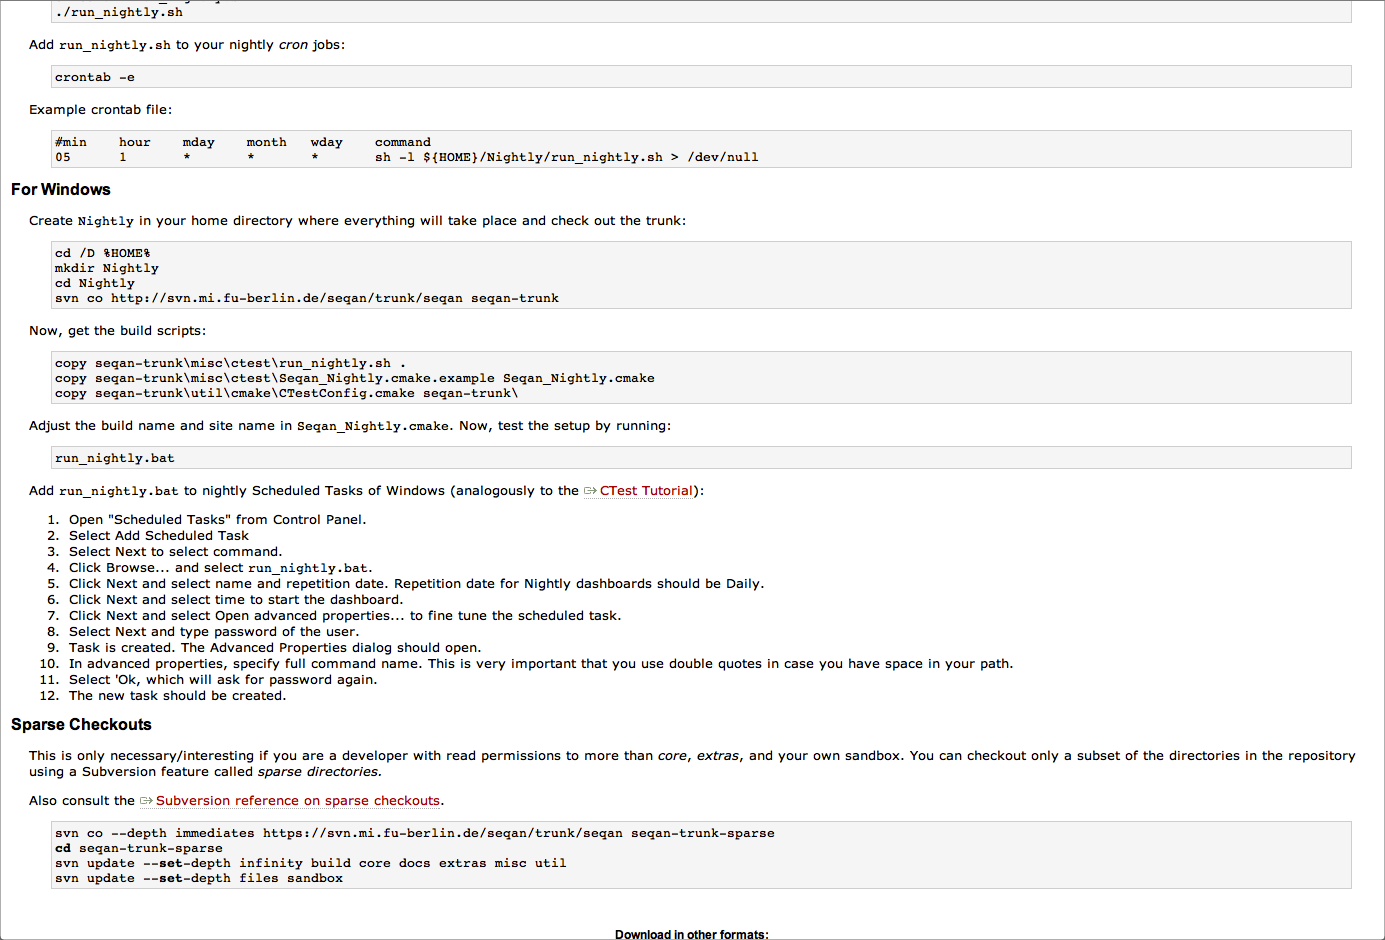 ./run_nightly.sh
Add run_nightly.sh to your nightly cron jobs:
crontab -e
Example crontab file:
#min    hour    mday    month   wday    command
05      1       *       *       *       sh -l ${HOME}/Nightly/run_nightly.sh > /dev/null
For Windows
Create Nightly in your home directory where everything will take place and check out the trunk:
cd /D %HOME%
mkdir Nightly
cd Nightly
svn co http://svn.mi.fu-berlin.de/seqan/trunk/seqan seqan-trunk
Now, get the build scripts:
copy seqan-trunk\misc\ctest\run_nightly.sh .
copy seqan-trunk\misc\ctest\Seqan_Nightly.cmake.example Seqan_Nightly.cmake
copy seqan-trunk\util\cmake\CTestConfig.cmake seqan-trunk\
Adjust the build name and site name in Seqan_Nightly.cmake. Now, test the setup by running:
run_nightly.bat
Add run_nightly.bat to nightly Scheduled Tasks of Windows (analogously to the CTest Tutorial):
1. Open "Scheduled Tasks" from Control Panel.
2. Select Add Scheduled Task
3. Select Next to select command.
4. Click Browse... and select run_nightly.bat.
5. Click Next and select name and repetition date. Repetition date for Nightly dashboards should be Daily.
6. Click Next and select time to start the dashboard.
7. Click Next and select Open advanced properties... to fine tune the scheduled task.
8. Select Next and type password of the user.
9. Task is created. The Advanced Properties dialog should open.
10. In advanced properties, specify full command name. This is very important that you use double quotes in case you have space in your path.
11. Select 'Ok, which will ask for password again.
12. The new task should be created.
Sparse Checkouts
This is only necessary/interesting if you are a developer with read permissions to more than core, extras, and your own sandbox. You can checkout only a subset of the directories in the repository
using a Subversion feature called sparse directories.
Also consult the Subversion reference on sparse checkouts.
svn co --depth immediates https://svn.mi.fu-berlin.de/seqan/trunk/seqan seqan-trunk-sparse
cd seqan-trunk-sparse
svn update --set-depth infinity build core docs extras misc util
svn update --set-depth files sandbox
Download in other formats: